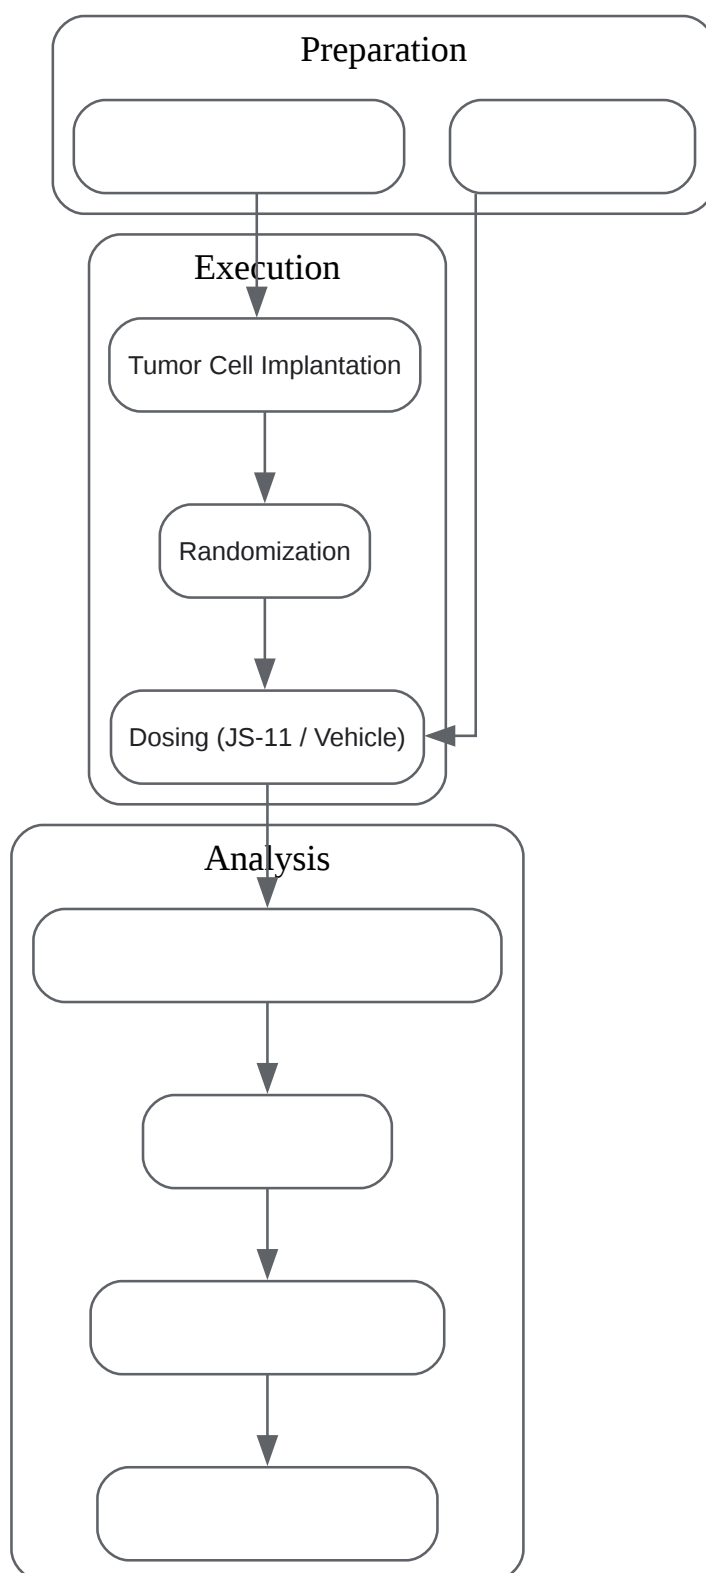 Preparation
Execution
Tumor Cell Implantation
Randomization
Dosing (JS-11 / Vehicle)
Analysis